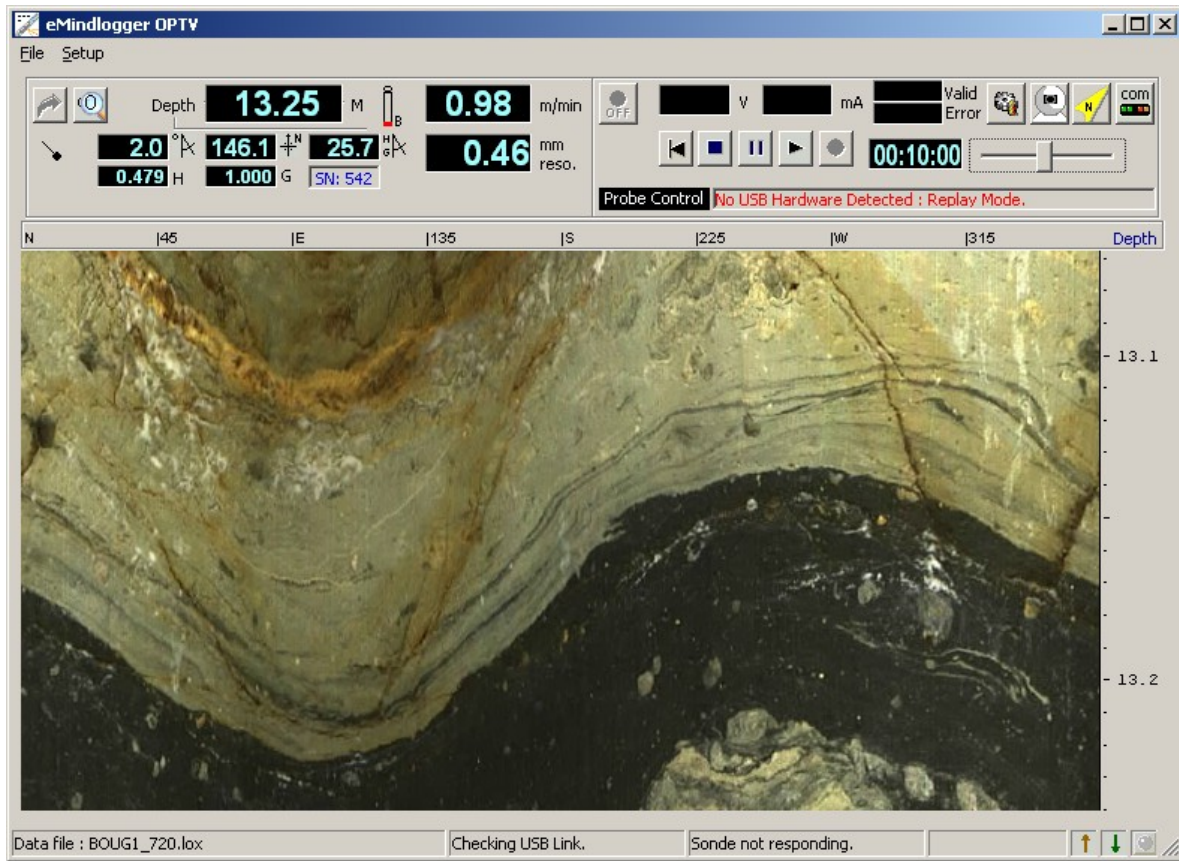 eMindlogger OPTV
File Setup
Depth 13.25 M B 0.98 m/min
OFF V mA Valid
Error
com
2.0 ° 146.1 N 25.7 H G 0.46 mm reso.
0.479 H 1.000 G SN: 542
00:10:00
Probe Control No USB Hardware Detected : Replay Mode.
N |45 |E |135 |S |225 |W |315 Depth
13.1
13.2
Data file : BOUG1_720.lox Checking USB Link. Sonde not responding.